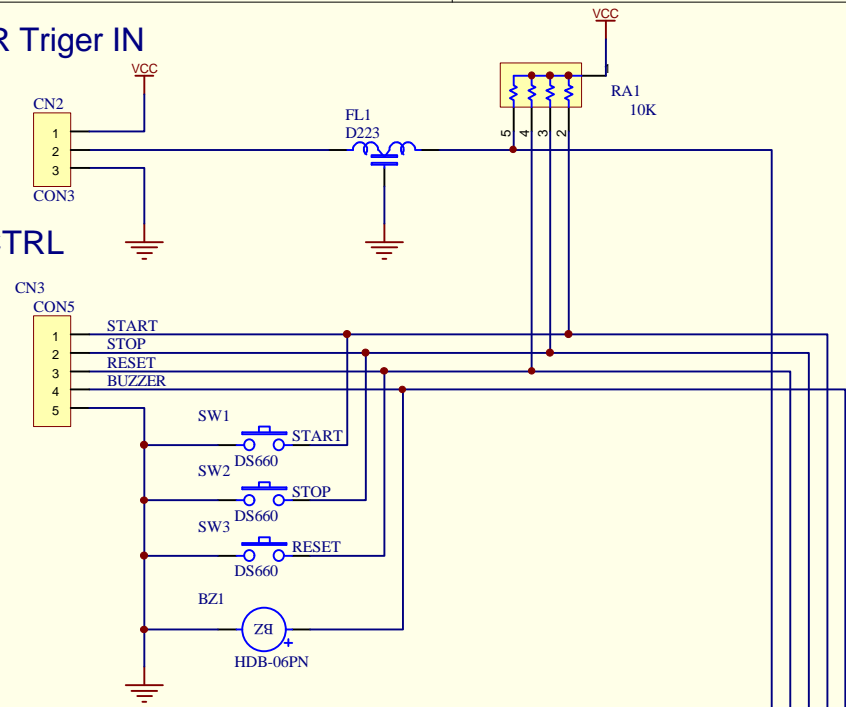 R Triger IN
VCC
VCC
CN2
1
2
3
CON3
FL1
D223
1
RA1
10K
5
4
3
2
TRL
CN3
CON5
1
2
3
4
5
START
STOP
RESET
BUZZER
SW1
START
DS660
SW2
STOP
DS660
SW3
RESET
DS660
BZ1
BZ
+
HDB-06PN